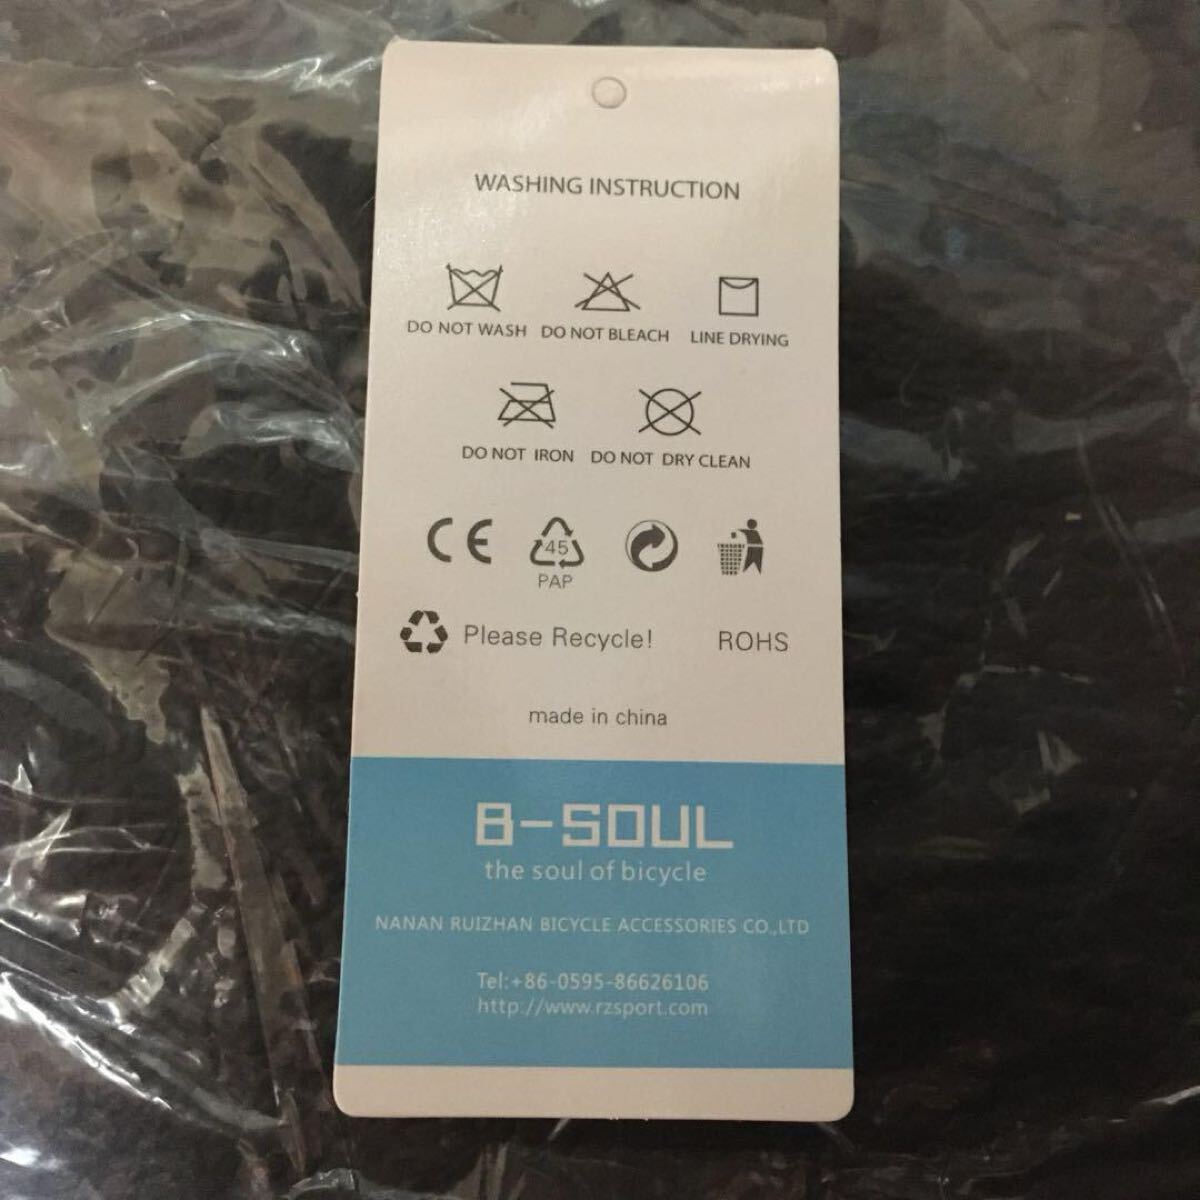 WASHING INSTRUCTION
DO NOT WASH DO NOT BLEACH LINE DRYING
DO NOT IRON DO NOT DRY CLEAN
CE
45
PAP
Please Recycle! ROHS
made in china
B-SOUL
the soul of bicycle
NANAN RUIZHAN BICYCLE ACCESSORIES CO.,LTD
Tel:+86-0595-86626106
http://www.rzsport.com